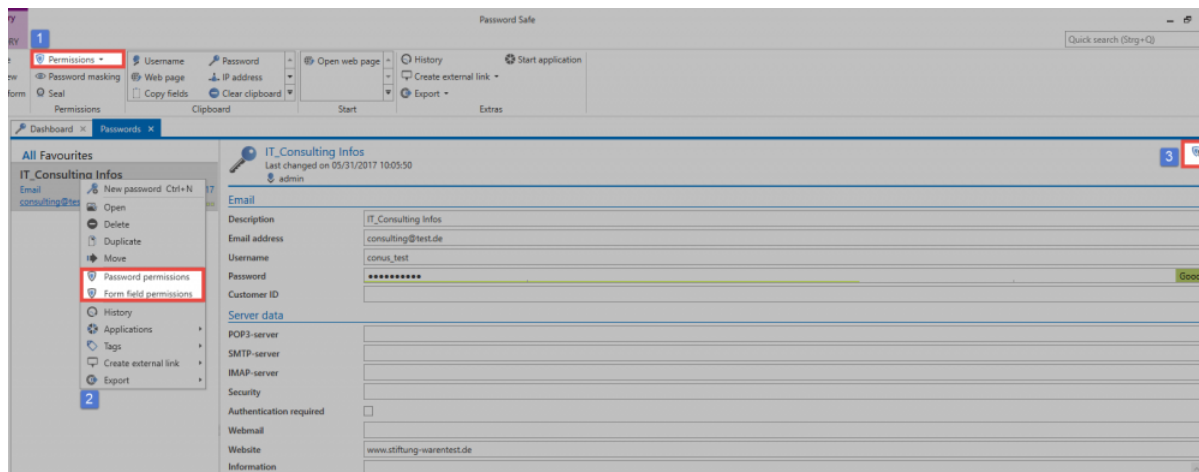 Password Safe
1
Quick search (Strg+Q)
Permissions
Username
Password
Open web page
History
Start application
Password masking
Web page
IP address
Create external link
Seal
Copy fields
Clear clipboard
Export
Permissions
Clipboard
Start
Extras
Dashboard
Passwords
All Favourites
IT_Consulting Infos
Email
consulting@tes
New password Ctrl+N
17
Open
Delete
Duplicate
Move
Password permissions
Form field permissions
History
Applications
Tags
Create external link
Export
2
IT_Consulting Infos
3
Last changed on 05/31/2017 10:05:50
admin
Email
Description IT_Consulting Infos
Email address consulting@test.de
Username conus_test
Password ●●●●●●●●●● Good
Customer ID
Server data
POP3-server
SMTP-server
IMAP-server
Security
Authentication required
Webmail
Website www.stiftung-warentest.de
Information